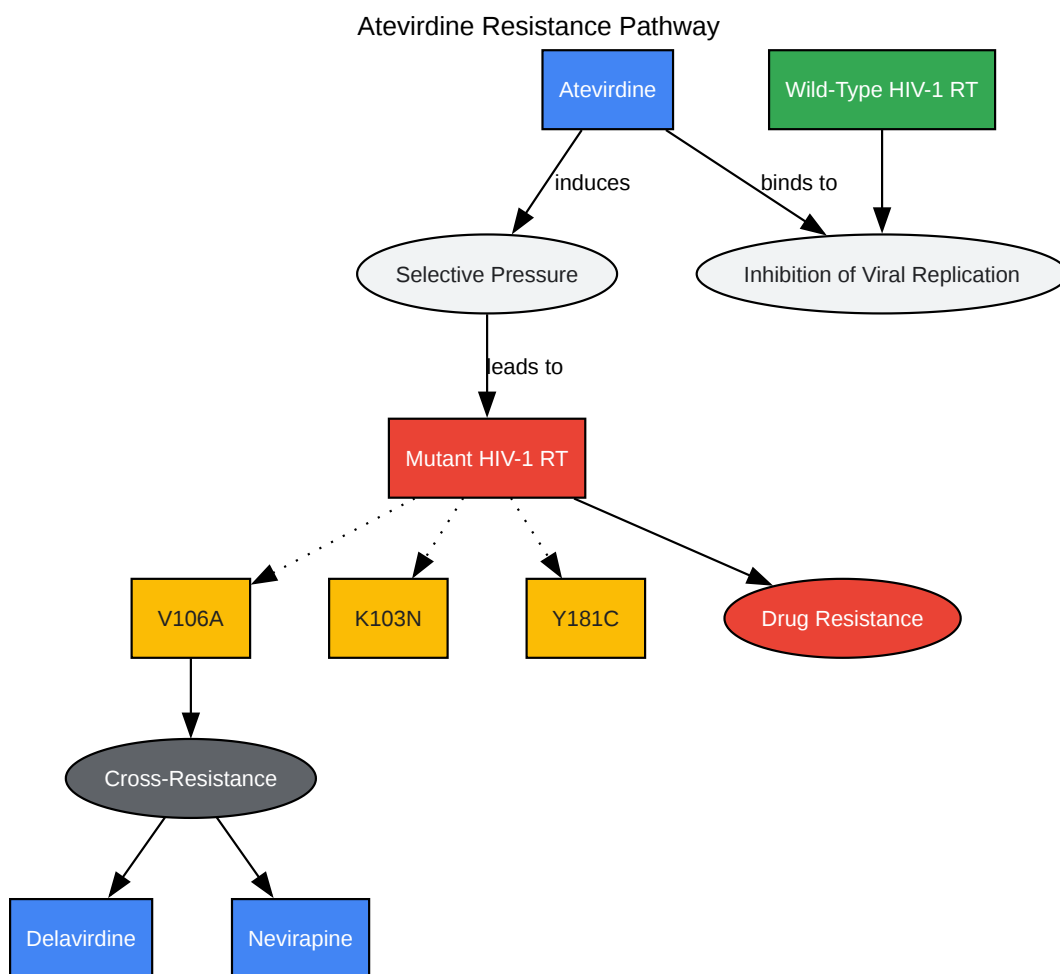 Atevirdine Resistance Pathway
Atevirdine
Wild-Type HIV-1 RT
induces
binds to
Selective Pressure
Inhibition of Viral Replication
leads to
Mutant HIV-1 RT
V106A
K103N
Y181C
Drug Resistance
Cross-Resistance
Delavirdine
Nevirapine